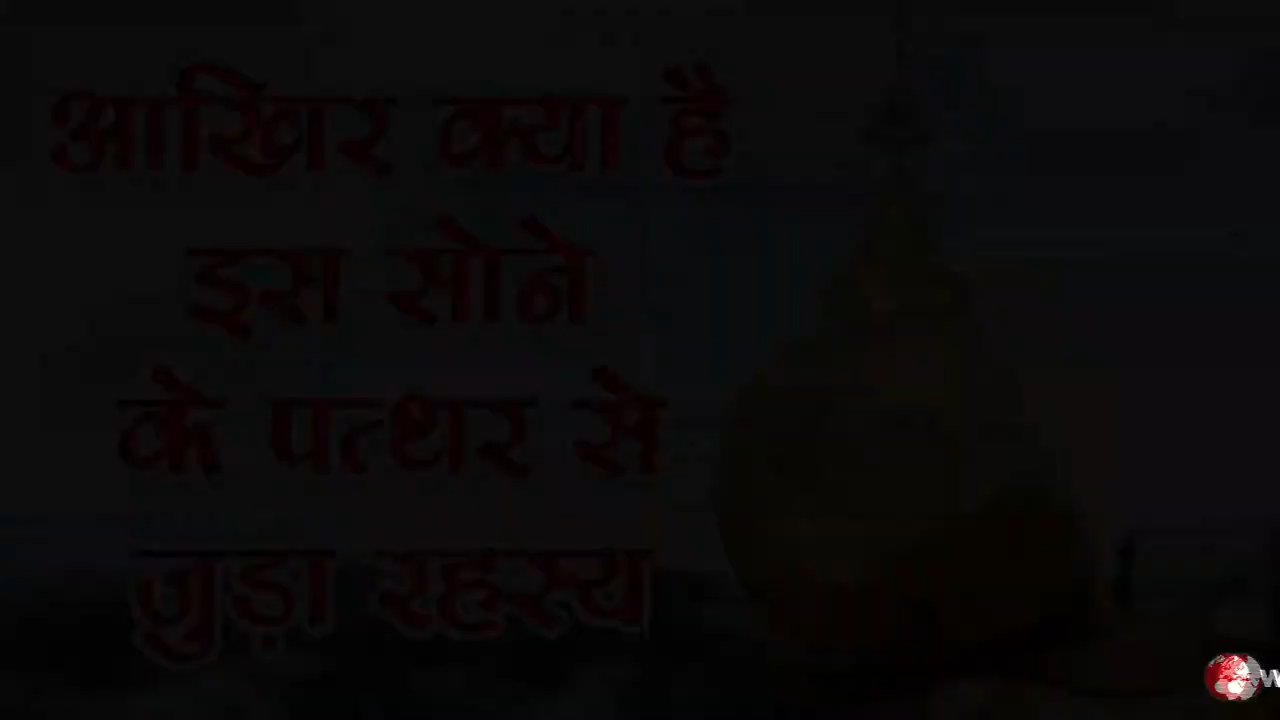 आखिर क्या है
इस सोने
के पत्थर से
जुड़ा रहस्य
W